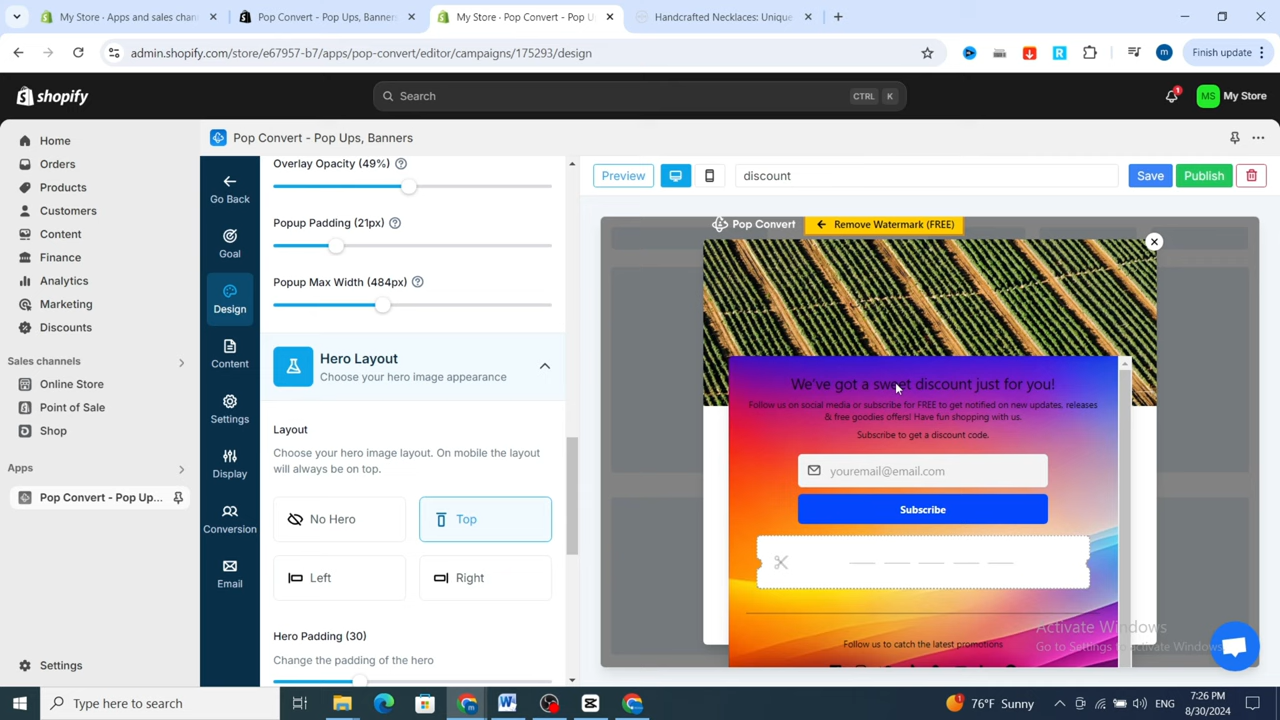 My Store · Apps and sales chan
Pop Convert - Pop Ups, Banners
My Store · Pop Convert - Pop U
Handcrafted Necklaces: Unique
admin.shopify.com/store/e67957-b7/apps/pop-convert/editor/campaigns/175293/design
m
Finish update
shopify
Search
CTRL
K
1
MS
My Store
Home
Orders
Products
Customers
Content
Finance
Analytics
Marketing
Discounts
Sales channels
Online Store
Point of Sale
Shop
Apps
Pop Convert - Pop Up...
Settings
Pop Convert - Pop Ups, Banners
Go Back
Goal
Design
Content
Settings
Display
Conversion
Email
Overlay Opacity (49%)
Popup Padding (21px)
Popup Max Width (484px)
Hero Layout
Choose your hero image appearance
Layout
Choose your hero image layout. On mobile the layout
will always be on top.
No Hero
Top
Left
Right
Hero Padding (30)
Change the padding of the hero
Preview
discount
Save
Publish
Pop Convert
Remove Watermark (FREE)
We've got a sweet discount just for you!
Follow us on social media or subscribe for FREE to get notified on new updates, releases
& free goodies offers! Have fun shopping with us.
Subscribe to get a discount code.
youremail@email.com
Subscribe
Follow us to catch the latest promotions
Activate Windows
Go to Settings to activate Windows.
Type here to search
1
76°F Sunny
ENG
7:26 PM
8/30/2024